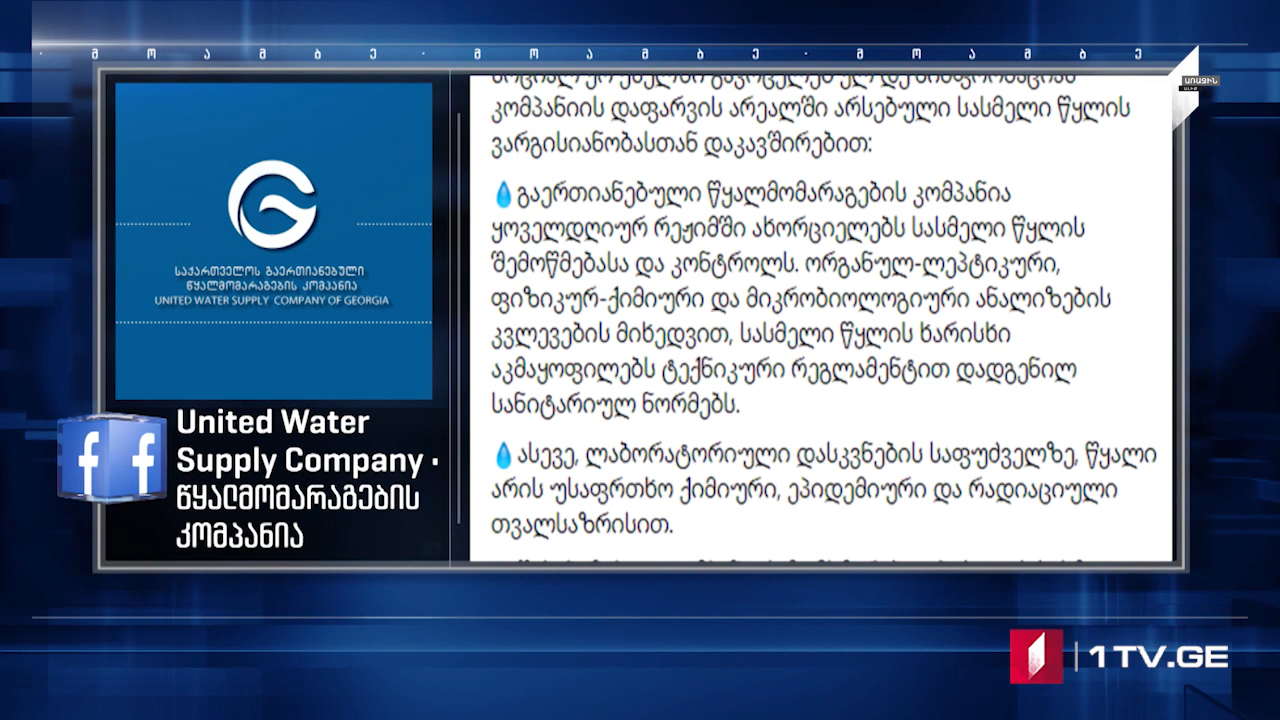 · მ ო ა მ ბ ე · მ ო ა მ ბ ე · მ ო ა მ ბ ე
ԱՌԱՋԻՆ
ԱԼԻՔ
საქართველოს გაერთიანებული
წყალმომარაგების კომპანია
UNITED WATER SUPPLY COMPANY OF GEORGIA
United Water
Supply Company ·
წყალმომარაგების
კომპანია
კომპანიის დაფარვის არეალში არსებული სასმელი წყლის
ვარგისიანობასთან დაკავშირებით:
💧გაერთიანებული წყალმომარაგების კომპანია
ყოველდღიურ რეჟიმში ახორციელებს სასმელი წყლის
შემოწმებასა და კონტროლს. ორგანულ-ლეპტიკური,
ფიზიკურ-ქიმიური და მიკრობიოლოგიური ანალიზების
კვლევების მიხედვით, სასმელი წყლის ხარისხი
აკმაყოფილებს ტექნიკური რეგლამენტით დადგენილ
სანიტარიულ ნორმებს.
💧ასევე, ლაბორატორიული დასკვნების საფუძველზე, წყალი
არის უსაფრთხო ქიმიური, ეპიდემიური და რადიაციული
თვალსაზრისით.
1TV.GE